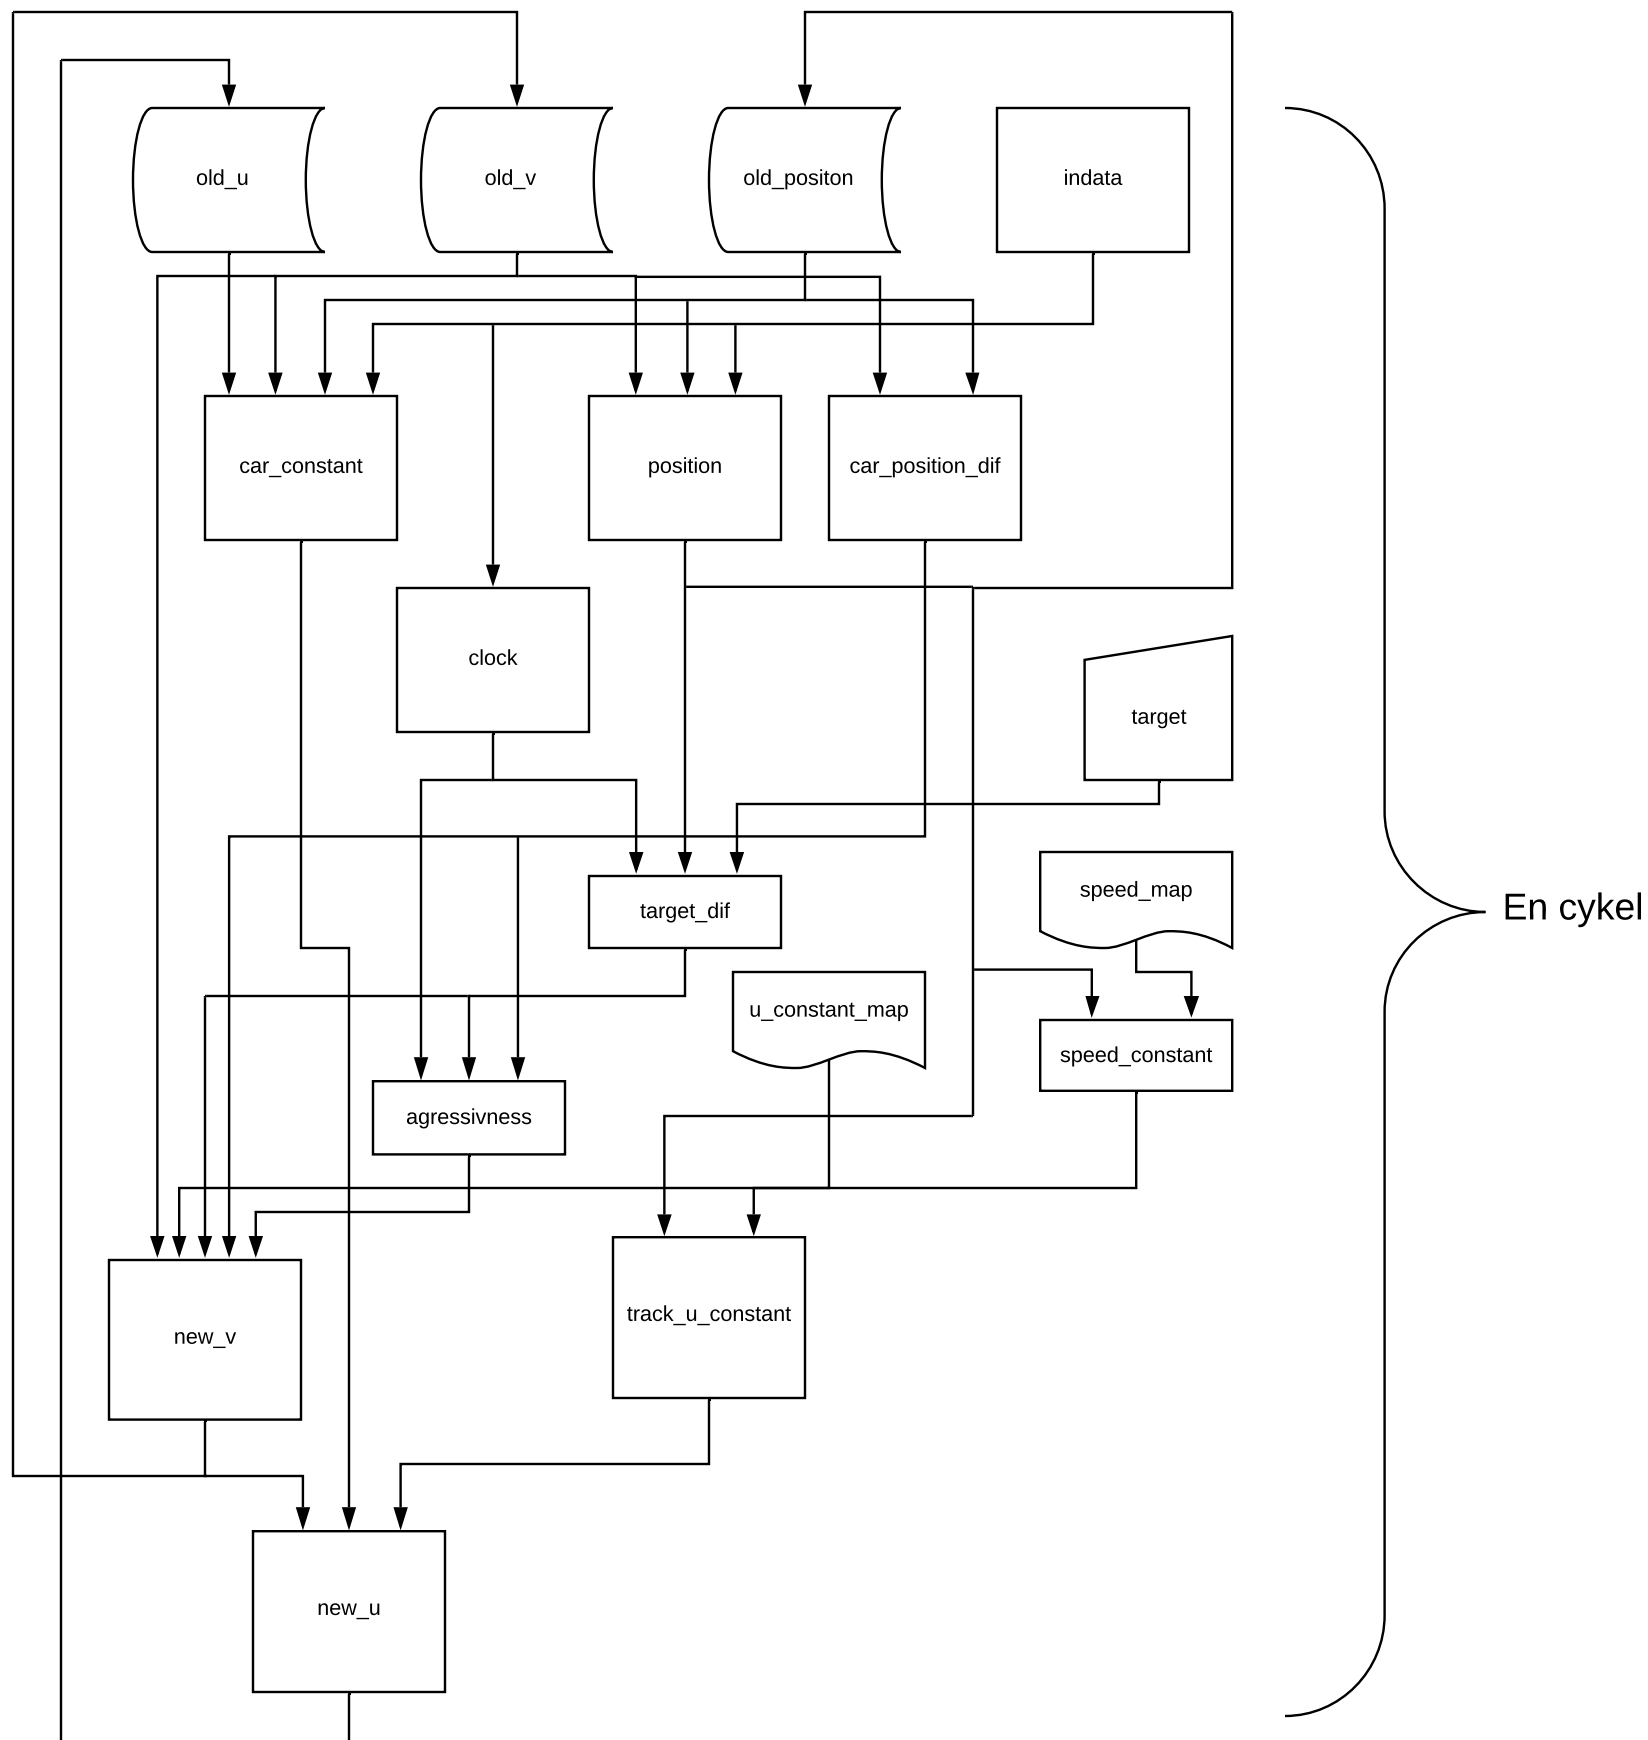 old_u
old_v
old_positon
indata
car_constant
position
car_position_dif
clock
target
target_dif
speed_map
En cykel
u_constant_map
speed_constant
agressivness
new_v
track_u_constant
new_u